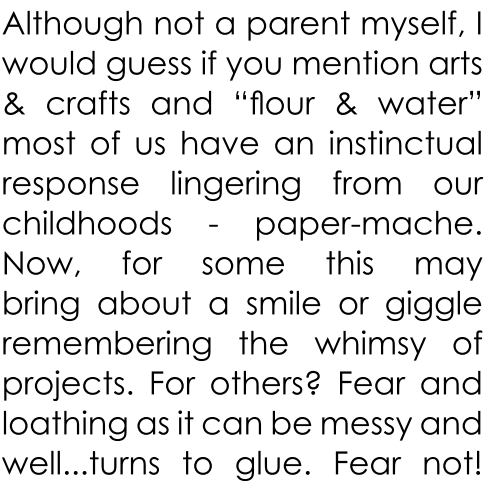 Although not a parent myself, I
would guess if you mention arts
& crafts and “flour & water”
most of us have an instinctual
response lingering from our
childhoods - paper-mache.
Now, for some this may
bring about a smile or giggle
remembering the whimsy of
projects. For others? Fear and
loathing as it can be messy and
well...turns to glue. Fear not!